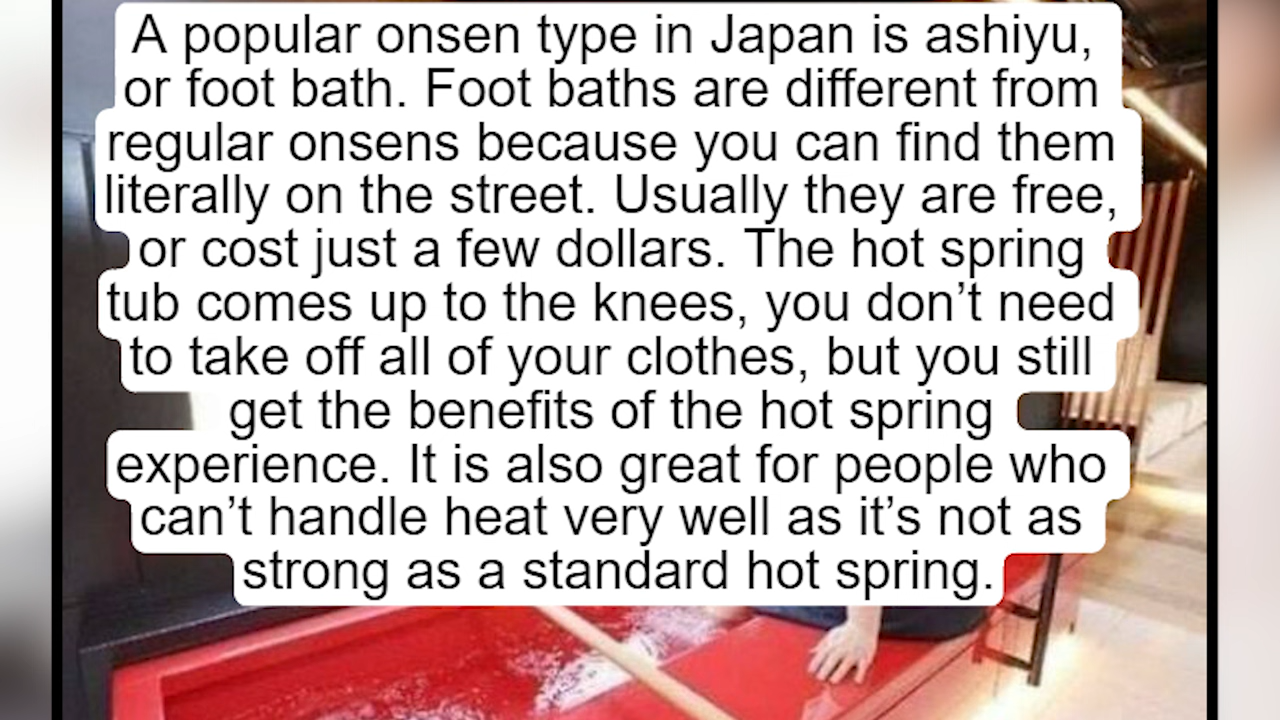 A popular onsen type in Japan is ashiyu,
or foot bath. Foot baths are different from
regular onsens because you can find them
literally on the street. Usually they are free,
or cost just a few dollars. The hot spring
tub comes up to the knees, you don’t need
to take off all of your clothes, but you still
get the benefits of the hot spring
experience. It is also great for people who
can’t handle heat very well as it’s not as
strong as a standard hot spring.